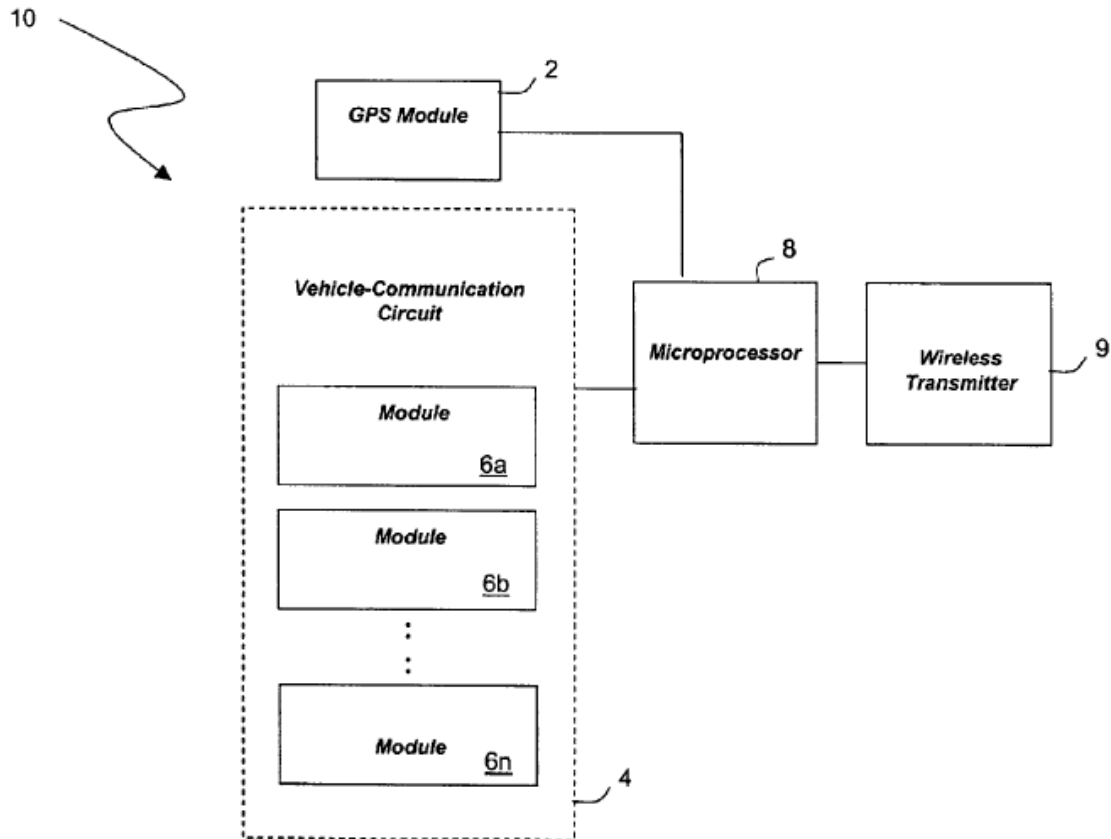 10
2
GPS Module
8
Vehicle-Communication
Circuit
Microprocessor
Wireless
Transmitter
9
Module
6a
Module
6b
Module
6n
4